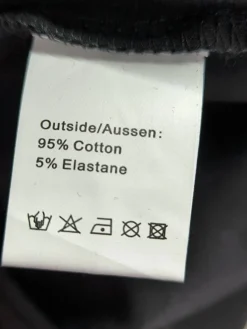 Outside/Aussen:
95% Cotton
5% Elastane